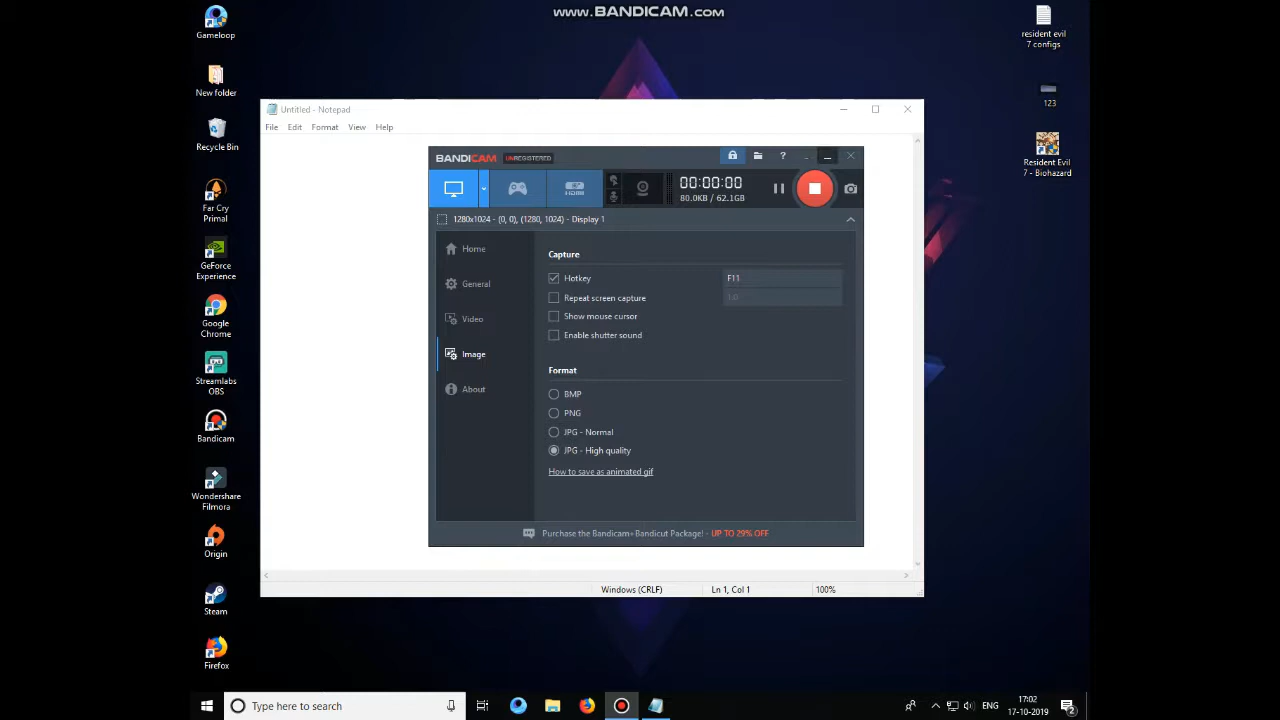 www.BANDICAM.com
Gameloop
New folder
Recycle Bin
Far Cry
Primal
GeForce
Experience
Google
Chrome
Streamlabs
OBS
Bandicam
Wondershare
Filmora
Origin
Steam
Firefox
resident evil
7 configs
123
Resident Evil
7 - Biohazard
Untitled - Notepad
File Edit Format View Help
BANDICAM UNREGISTERED
?
HDMI
00:00:00
80.0KB / 62.1GB
1280x1024 - (0, 0), (1280, 1024) - Display 1
Home
General
Video
Image
About
Capture
Hotkey F11
Repeat screen capture 1.0
Show mouse cursor
Enable shutter sound
Format
BMP
PNG
JPG - Normal
JPG - High quality
How to save as animated gif
Purchase the Bandicam+Bandicut Package! - UP TO 29% OFF
Windows (CRLF) Ln 1, Col 1 100%
Type here to search
ENG
17:02
17-10-2019
2